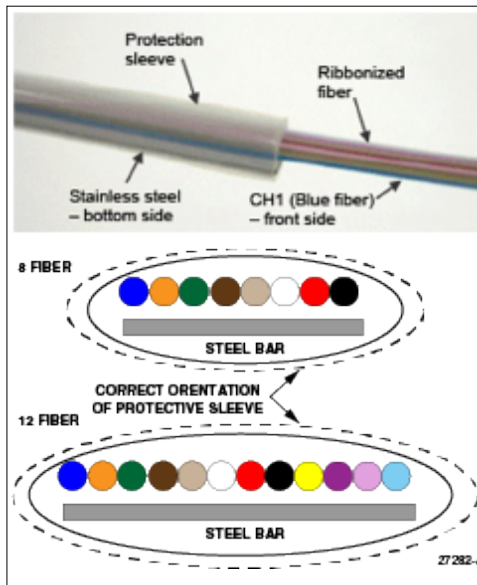 Protection
sleeve
Ribbonized
fiber
Stainless steel
– bottom side
CH1 (Blue fiber)
– front side
8 FIBER
STEEL BAR
CORRECT ORENTATION
OF PROTECTIVE SLEEVE
12 FIBER
STEEL BAR